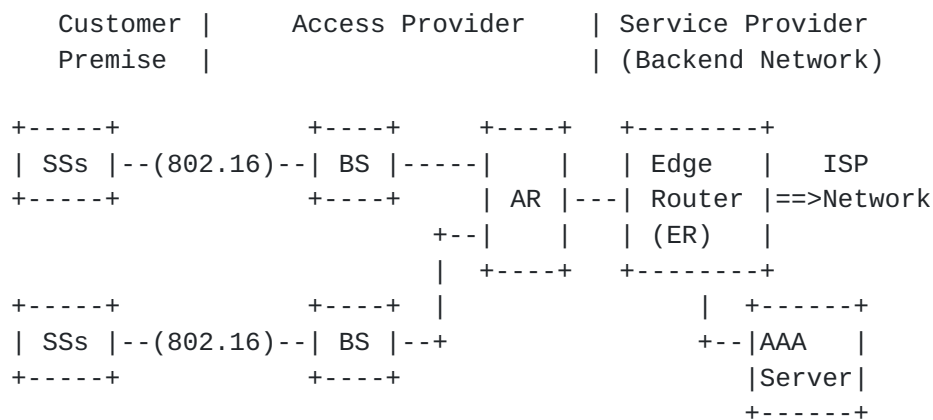 Customer |     Access Provider    | Service Provider
Premise  |                        | (Backend Network)
+-----+            +----+     +----+   +--------+
| SSs |--(802.16)--| BS |-----|    |   | Edge   |   ISP
+-----+            +----+     | AR |---| Router |==>Network
                           +--|    |   | (ER)   |
                           |  +----+   +--------+
+-----+            +----+  |                |  +------+
| SSs |--(802.16)--| BS |--+                +--|AAA   |
+-----+            +----+                      |Server|
                                               +------+